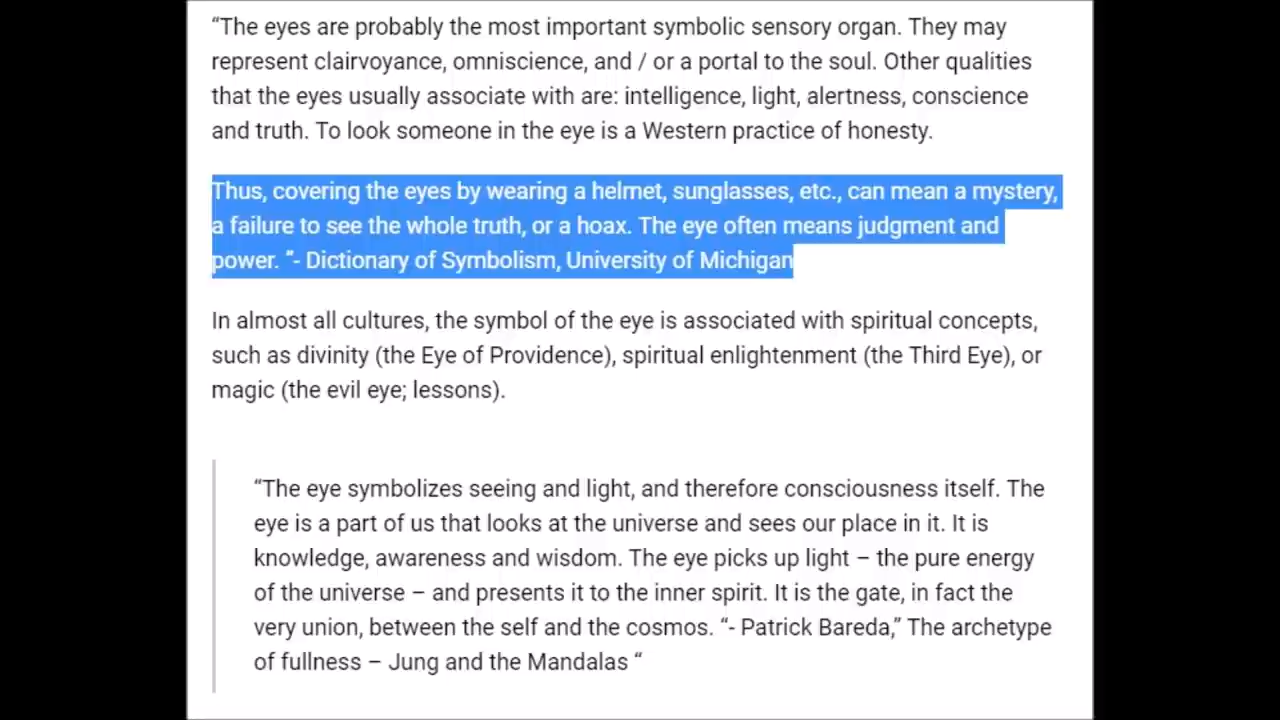 “The eyes are probably the most important symbolic sensory organ. They may
represent clairvoyance, omniscience, and / or a portal to the soul. Other qualities
that the eyes usually associate with are: intelligence, light, alertness, conscience
and truth. To look someone in the eye is a Western practice of honesty.
Thus, covering the eyes by wearing a helmet, sunglasses, etc., can mean a mystery,
a failure to see the whole truth, or a hoax. The eye often means judgment and
power. ”- Dictionary of Symbolism, University of Michigan
In almost all cultures, the symbol of the eye is associated with spiritual concepts,
such as divinity (the Eye of Providence), spiritual enlightenment (the Third Eye), or
magic (the evil eye; lessons).
“The eye symbolizes seeing and light, and therefore consciousness itself. The
eye is a part of us that looks at the universe and sees our place in it. It is
knowledge, awareness and wisdom. The eye picks up light – the pure energy
of the universe – and presents it to the inner spirit. It is the gate, in fact the
very union, between the self and the cosmos. “- Patrick Bareda,” The archetype
of fullness – Jung and the Mandalas “